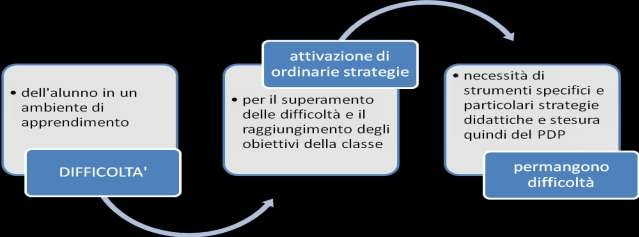 • dell'alunno in un
ambiente di
apprendimento
DIFFICOLTA'
attivazione di
ordinarie strategie
• per il superamento
delle difficoltà e il
raggiungimento degli
obiettivi della classe
• necessità di
strumenti specifici e
particolari strategie
didattiche e stesura
quindi del PDP
permangono
difficoltà